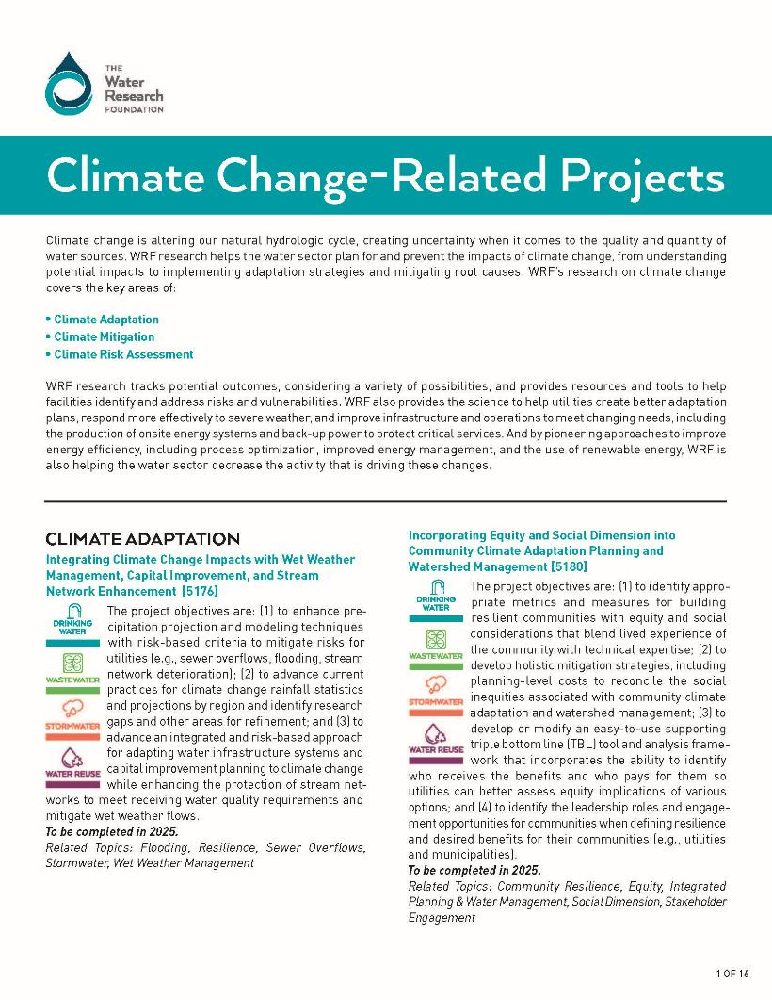 THE
Water
Research
FOUNDATION
Climate Change-Related Projects
Climate change is altering our natural hydrologic cycle, creating uncertainty when it comes to the quality and quantity of
water sources. WRF research helps the water sector plan for and prevent the impacts of climate change, from understanding
potential impacts to implementing adaptation strategies and mitigating root causes. WRF's research on climate change
covers the key areas of:
• Climate Adaptation
• Climate Mitigation
• Climate Risk Assessment
WRF research tracks potential outcomes, considering a variety of possibilities, and provides resources and tools to help
facilities identify and address risks and vulnerabilities. WRF also provides the science to help utilities create better adaptation
plans, respond more effectively to severe weather, and improve infrastructure and operations to meet changing needs, including
the production of onsite energy systems and back-up power to protect critical services. And by pioneering approaches to improve
energy efficiency, including process optimization, improved energy management, and the use of renewable energy, WRF is
also helping the water sector decrease the activity that is driving these changes.
CLIMATE ADAPTATION
Integrating Climate Change Impacts with Wet Weather
Management, Capital Improvement, and Stream
Network Enhancement [5176]
DRINKING
WATER
WASTEWATER
STORMWATER
WATER REUSE
The project objectives are: (1) to enhance pre-
cipitation projection and modeling techniques
with risk-based criteria to mitigate risks for
utilities (e.g., sewer overflows, flooding, stream
network deterioration); (2) to advance current
practices for climate change rainfall statistics
and projections by region and identify research
gaps and other areas for refinement; and (3) to
advance an integrated and risk-based approach
for adapting water infrastructure systems and
capital improvement planning to climate change
while enhancing the protection of stream net-
works to meet receiving water quality requirements and
mitigate wet weather flows.
To be completed in 2025.
Related Topics: Flooding, Resilience, Sewer Overflows,
Stormwater, Wet Weather Management
Incorporating Equity and Social Dimension into
Community Climate Adaptation Planning and
Watershed Management [5180]
DRINKING
WATER
WASTEWATER
STORMWATER
WATER REUSE
The project objectives are: (1) to identify appro-
priate metrics and measures for building
resilient communities with equity and social
considerations that blend lived experience of
the community with technical expertise; (2) to
develop holistic mitigation strategies, including
planning-level costs to reconcile the social
inequities associated with community climate
adaptation and watershed management; (3) to
develop or modify an easy-to-use supporting
triple bottom line (TBL) tool and analysis frame-
work that incorporates the ability to identify
who receives the benefits and who pays for them so
utilities can better assess equity implications of various
options; and (4) to identify the leadership roles and engage-
ment opportunities for communities when defining resilience
and desired benefits for their communities (e.g., utilities
and municipalities).
To be completed in 2025.
Related Topics: Community Resilience, Equity, Integrated
Planning & Water Management, Social Dimension, Stakeholder
Engagement
1 OF 16